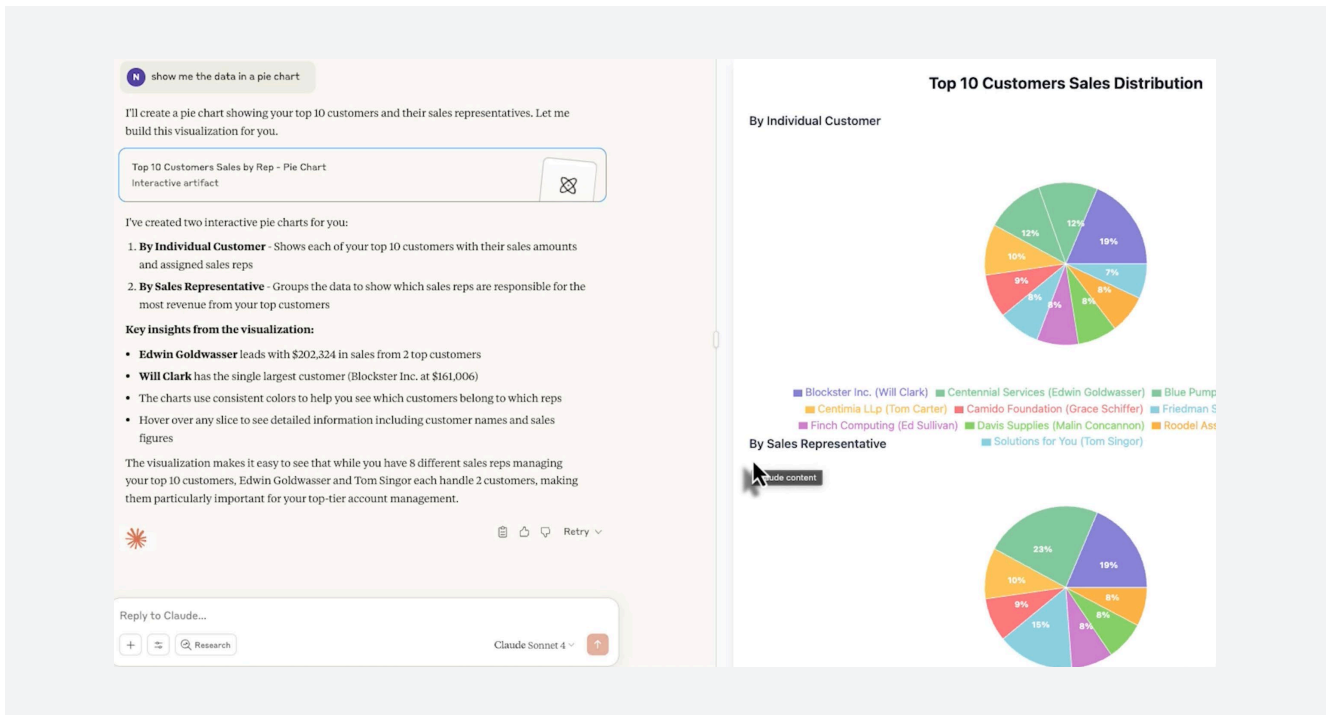 N show me the data in a pie chart
I'll create a pie chart showing your top 10 customers and their sales representatives. Let me
build this visualization for you.
Top 10 Customers Sales by Rep - Pie Chart
Interactive artifact
I've created two interactive pie charts for you:
1. By Individual Customer - Shows each of your top 10 customers with their sales amounts
and assigned sales reps
2. By Sales Representative - Groups the data to show which sales reps are responsible for the
most revenue from your top customers
Key insights from the visualization:
• Edwin Goldwasser leads with $202,324 in sales from 2 top customers
• Will Clark has the single largest customer (Blockster Inc. at $161,006)
• The charts use consistent colors to help you see which customers belong to which reps
• Hover over any slice to see detailed information including customer names and sales
figures
The visualization makes it easy to see that while you have 8 different sales reps managing
your top 10 customers, Edwin Goldwasser and Tom Singor each handle 2 customers, making
them particularly important for your top-tier account management.
Retry
Reply to Claude...
Research
Claude Sonnet 4
Top 10 Customers Sales Distribution
By Individual Customer
12%
12%
19%
10%
7%
9%
8%
8%
8%
8%
Blockster Inc. (Will Clark) Centennial Services (Edwin Goldwasser) Blue Pump
Centimia LLp (Tom Carter) Camido Foundation (Grace Schiffer) Friedman S
Finch Computing (Ed Sullivan) Davis Supplies (Malin Concannon) Roodel Ass
Solutions for You (Tom Singor)
By Sales Representative
ude content
23%
19%
10%
8%
9%
8%
15%
8%